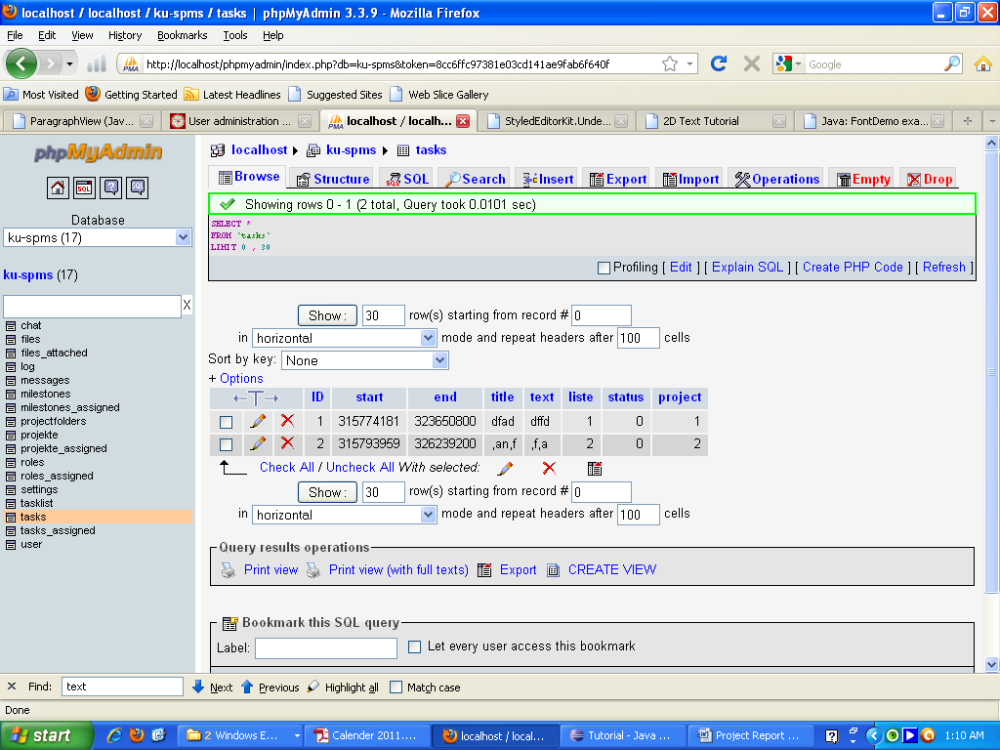 localhost / localhost / ku-spms / tasks | phpMyAdmin 3.3.9 - Mozilla Firefox
File Edit View History Bookmarks Tools Help
http://localhost/phpmyadmin/index.php?db=ku-spms&token=8cc6ffc97381e03cd141ae9fab6f640f
Google
Most Visited Getting Started Latest Headlines Suggested Sites Web Slice Gallery
ParagraphView (Jav... User administration ... localhost / localh... StyledEditorKit.Unde... 2D Text Tutorial Java: FontDemo exa...
phpMyAdmin
Database
ku-spms (17)
ku-spms (17)
X
chat
files
files_attached
log
messages
milestones
milestones_assigned
projectfolders
projekte
projekte_assigned
roles
roles_assigned
settings
tasklist
tasks
tasks_assigned
user
localhost ku-spms tasks
Browse Structure SQL Search Insert Export Import Operations Empty Drop
Showing rows 0 - 1 (2 total, Query took 0.0101 sec)
SELECT *
FROM `tasks`
LIMIT 0 , 30
Profiling [ Edit ] [ Explain SQL ] [ Create PHP Code ] [ Refresh ]
Show : 30 row(s) starting from record # 0
in horizontal mode and repeat headers after 100 cells
Sort by key: None
+ Options
←T→ ID start end title text liste status project
1 315774181 323650800 dfad dffd 1 0 1
2 315793959 326239200 ,an,f ,f,a 2 0 2
Check All / Uncheck All With selected:
Show : 30 row(s) starting from record # 0
in horizontal mode and repeat headers after 100 cells
Query results operations
Print view Print view (with full texts) Export CREATE VIEW
Bookmark this SQL query
Label: Let every user access this bookmark
Find: text Next Previous Highlight all Match case
Done
start 2 Windows E... Calender 2011.... localhost / local... Tutorial - Java ... Project Report ... 1:10 AM